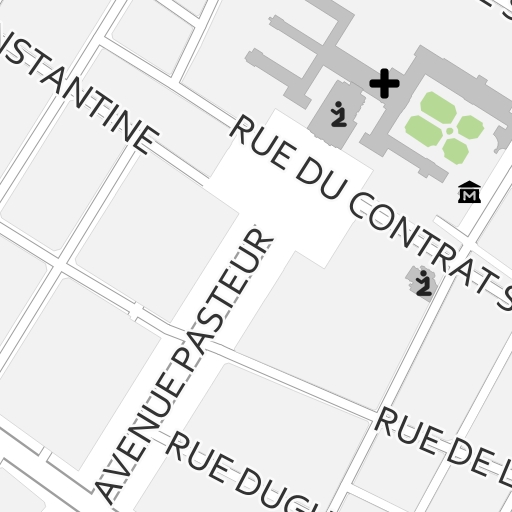 NSTANTINE
RUE DU CONTRAT S
AVENUE PASTEUR
RUE DE L
RUE DUGU
M